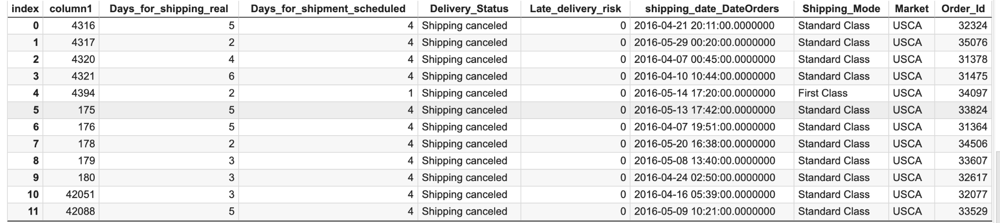 index column1 Days_for_shipping_real Days_for_shipment_scheduled Delivery_Status Late_delivery_risk shipping_date_DateOrders Shipping_Mode Market Order_Id
0 4316 5 4 Shipping canceled 0 2016-04-21 20:11:00.0000000 Standard Class USCA 32324
1 4317 2 4 Shipping canceled 0 2016-05-29 00:20:00.0000000 Standard Class USCA 35076
2 4320 4 4 Shipping canceled 0 2016-04-07 00:45:00.0000000 Standard Class USCA 31378
3 4321 6 4 Shipping canceled 0 2016-04-10 10:44:00.0000000 Standard Class USCA 31475
4 4394 2 1 Shipping canceled 0 2016-05-14 17:20:00.0000000 First Class USCA 34097
5 175 5 4 Shipping canceled 0 2016-05-13 17:42:00.0000000 Standard Class USCA 33824
6 176 5 4 Shipping canceled 0 2016-04-07 19:51:00.0000000 Standard Class USCA 31364
7 178 2 4 Shipping canceled 0 2016-05-20 16:38:00.0000000 Standard Class USCA 34506
8 179 3 4 Shipping canceled 0 2016-05-08 13:40:00.0000000 Standard Class USCA 33607
9 180 3 4 Shipping canceled 0 2016-04-24 02:50:00.0000000 Standard Class USCA 32617
10 42051 3 4 Shipping canceled 0 2016-04-16 05:39:00.0000000 Standard Class USCA 32077
11 42088 5 4 Shipping canceled 0 2016-05-09 10:21:00.0000000 Standard Class USCA 33529